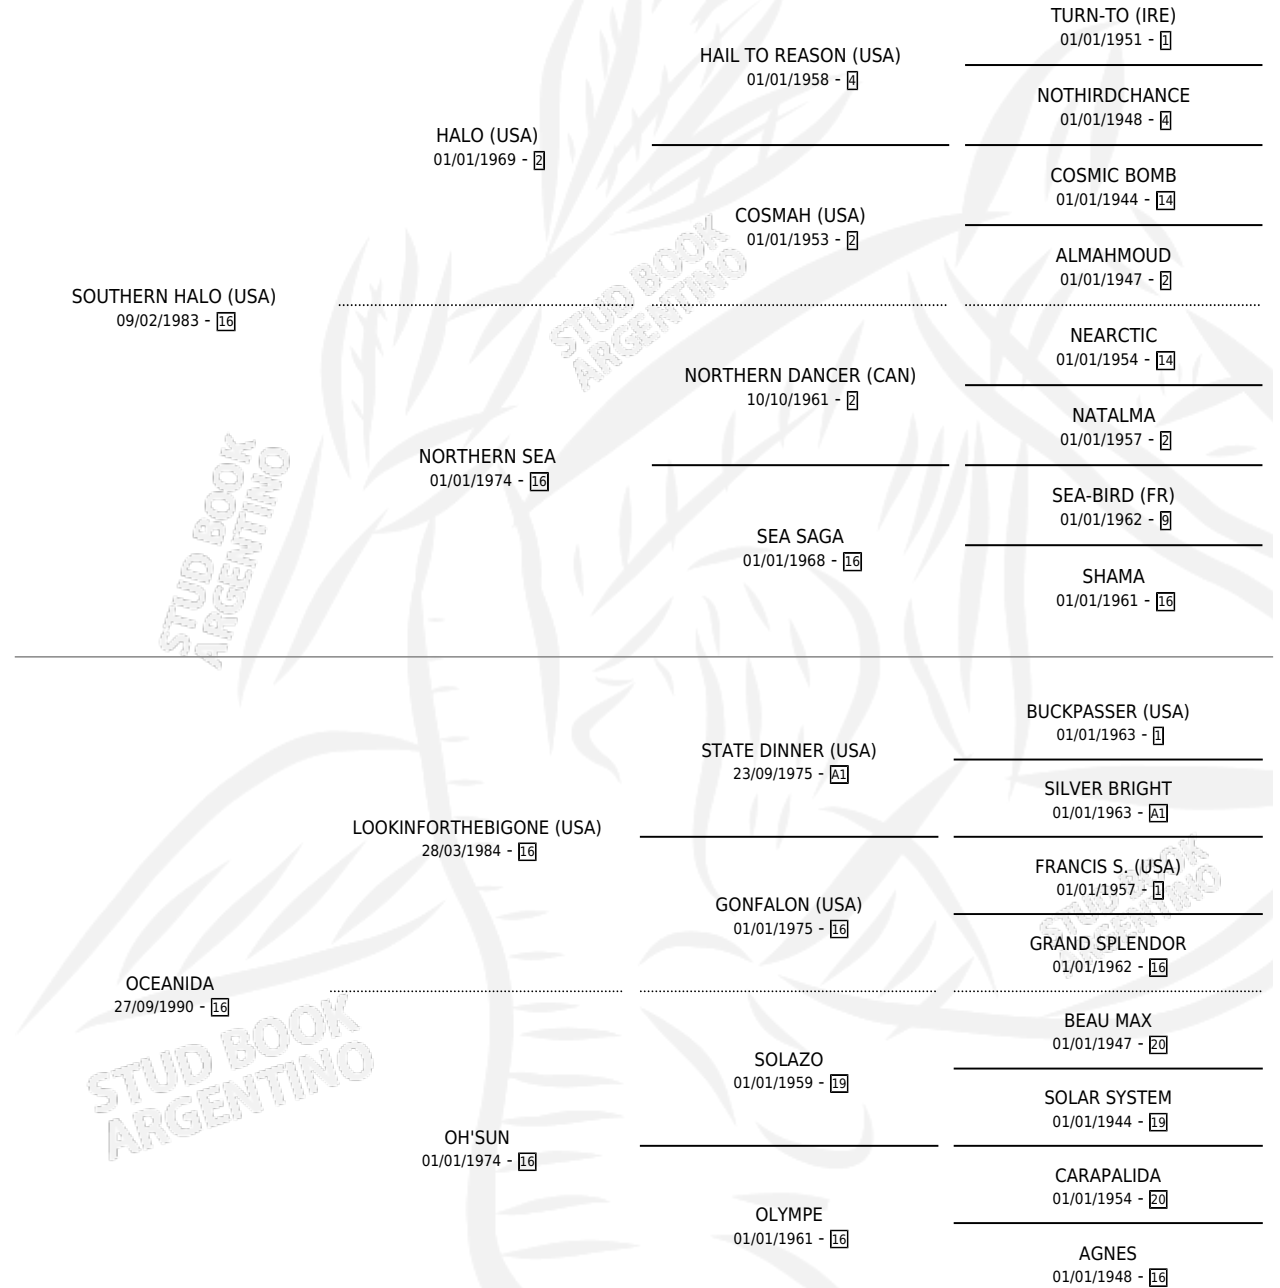 TURN-TO (IRE)
01/01/1951 - 1
HAIL TO REASON (USA)
01/01/1958 - 4
NOTHIRDCHANCE
01/01/1948 - 4
HALO (USA)
01/01/1969 - 2
COSMIC BOMB
01/01/1944 - 14
COSMAH (USA)
01/01/1953 - 2
ALMAHMOUD
01/01/1947 - 2
SOUTHERN HALO (USA)
09/02/1983 - 16
NEARCTIC
01/01/1954 - 14
NORTHERN DANCER (CAN)
10/10/1961 - 2
NATALMA
01/01/1957 - 2
NORTHERN SEA
01/01/1974 - 16
SEA-BIRD (FR)
01/01/1962 - 9
SEA SAGA
01/01/1968 - 16
SHAMA
01/01/1961 - 16
BUCKPASSER (USA)
01/01/1963 - 1
STATE DINNER (USA)
23/09/1975 - A1
SILVER BRIGHT
01/01/1963 - A1
LOOKINFORTHEBIGONE (USA)
28/03/1984 - 16
FRANCIS S. (USA)
01/01/1957 - 1
GONFALON (USA)
01/01/1975 - 16
GRAND SPLENDOR
01/01/1962 - 16
OCEANIDA
27/09/1990 - 16
BEAU MAX
01/01/1947 - 20
SOLAZO
01/01/1959 - 19
SOLAR SYSTEM
01/01/1944 - 19
OH'SUN
01/01/1974 - 16
CARAPALIDA
01/01/1954 - 20
OLYMPE
01/01/1961 - 16
AGNES
01/01/1948 - 16
STUD BOOK
ARGENTINO
STUD BOOK
ARGENTINO
STUD BOOK
ARGENTINO
STUD BOOK
ARGENTINO